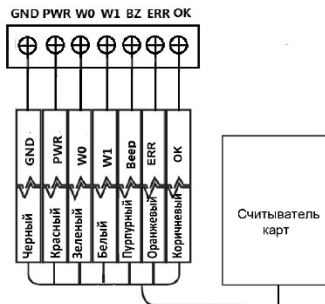 GND PWR W0 W1 BZ ERR OK
GND
PWR
W0
W1
Beep
ERR
OK
Черный
Красный
Зеленый
Белый
Пурпурный
Оранжевый
Коричневый
Считыватель
карт